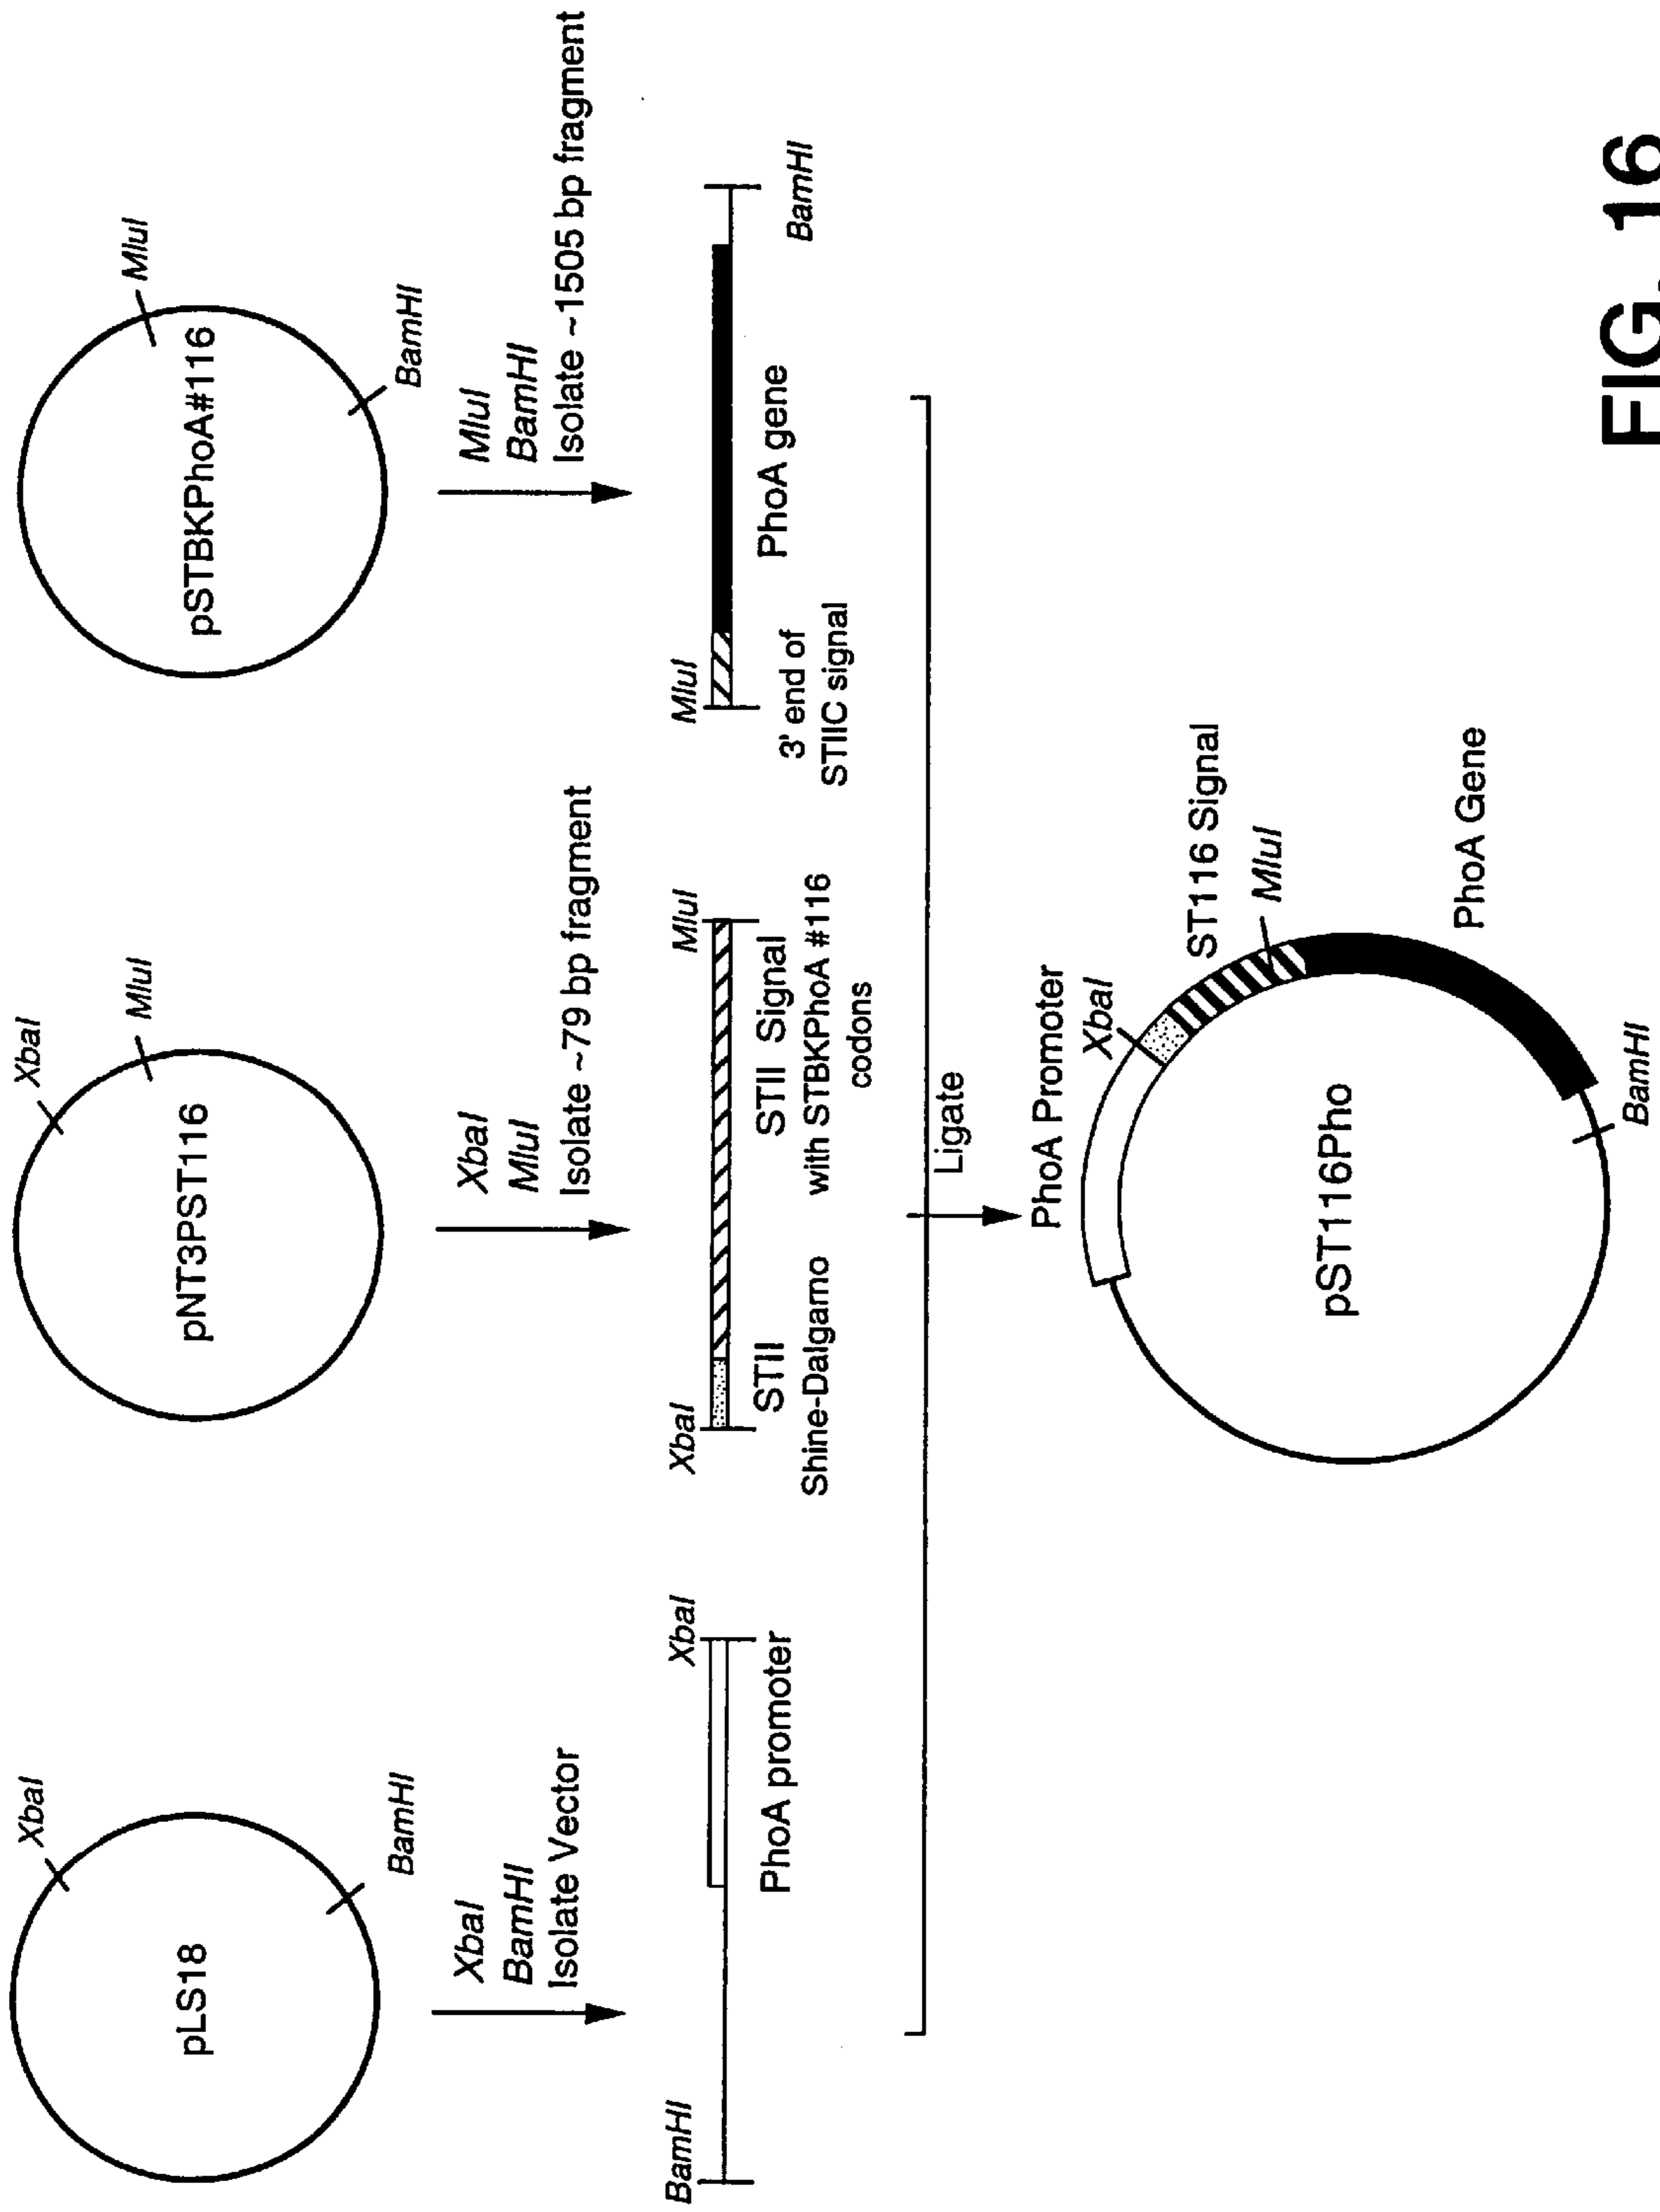 pLS18
XbaI
BamHI
XbaI
BamHI
Isolate Vector
BamHI
XbaI
PhoA promoter
pNT3PST116
XbaI
MluI
XbaI
MluI
Isolate ~79 bp fragment
XbaI
MluI
STII
Shine-Dalgarno
STII Signal
with STBKPhoA #116
codons
pSTBKPhoA#116
MluI
BamHI
MluI
BamHI
Isolate ~1505 bp fragment
MluI
BamHI
3' end of
STIIC signal
PhoA gene
Ligate
PhoA Promoter
XbaI
ST116 Signal
MluI
PhoA Gene
BamHI
pST116Pho
FIG. 16